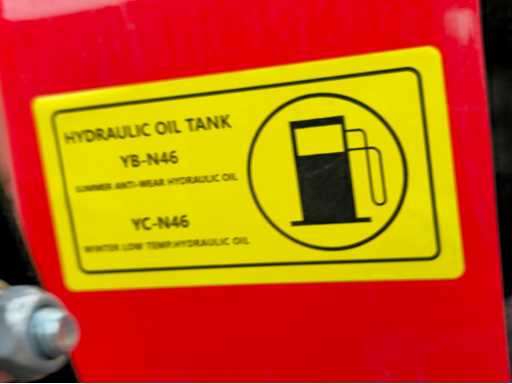 HYDRAULIC OIL TANK
YB-N46
SUMMER ANTI-WEAR HYDRAULIC OIL
YC-N46
WINTER LOW TEMP.HYDRAULIC OIL